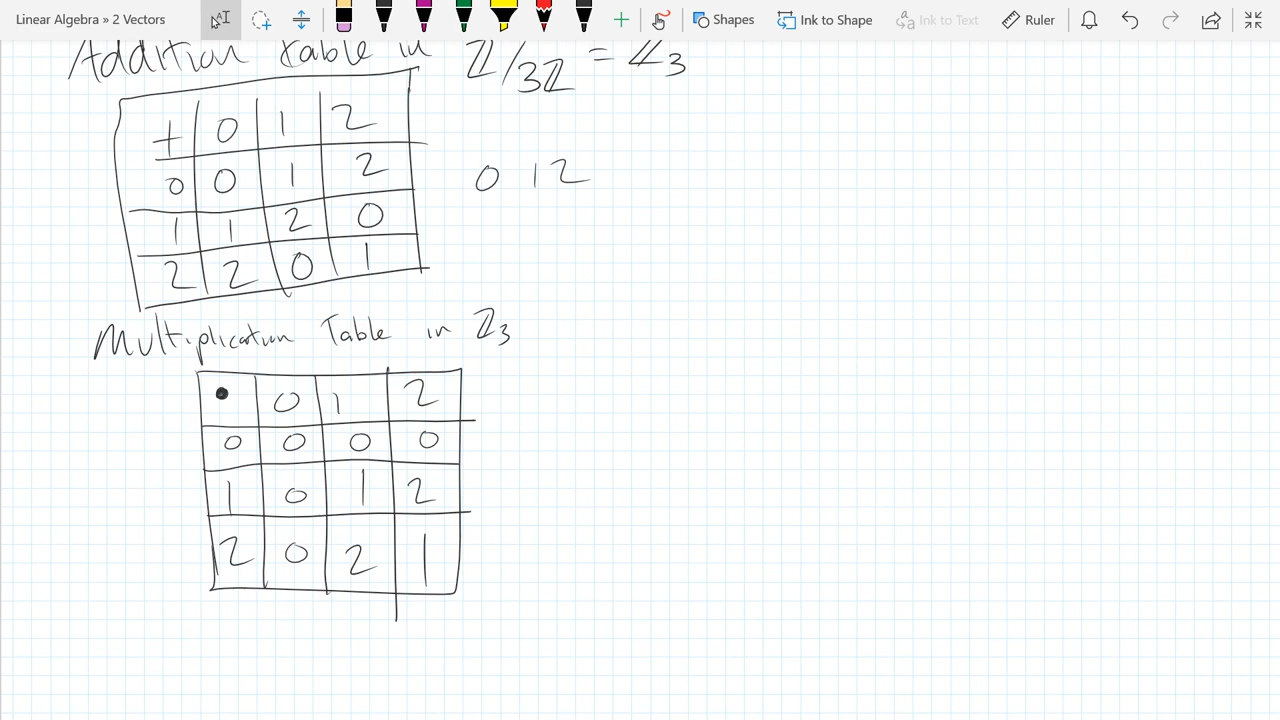 Linear Algebra » 2 Vectors
Shapes
Ink to Shape
Ink to Text
Ruler
Addition Table in ℤ/3ℤ = ℤ₃
+ 0 1 2
0 0 1 2
1 1 2 0
2 2 0 1
0 1 2
Multiplication Table in ℤ₃
• 0 1 2
0 0 0 0
1 0 1 2
2 0 2 1